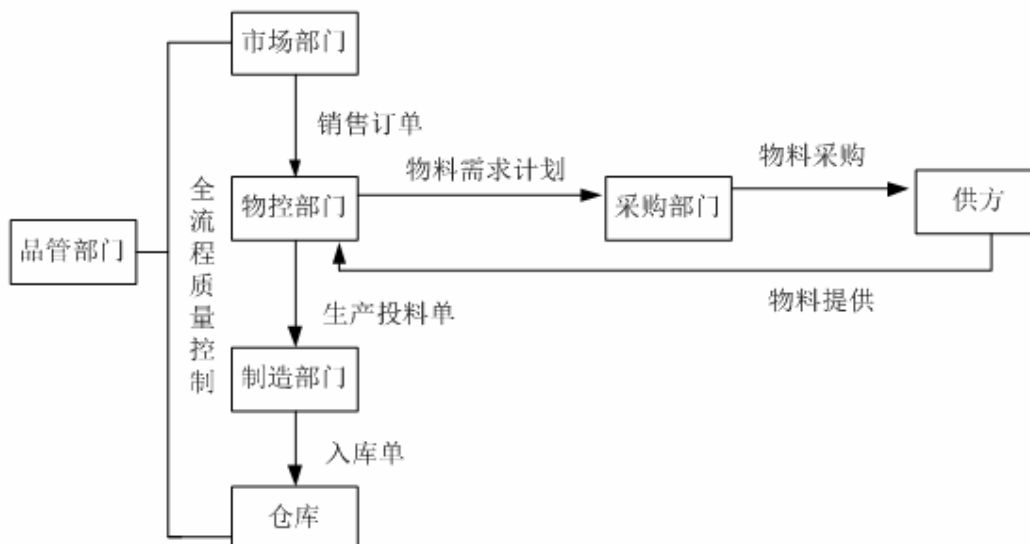 市场部门
销售订单
物料采购
物料需求计划
物控部门
采购部门
供方
全流程质量控制
品管部门
物料提供
生产投料单
制造部门
入库单
仓库